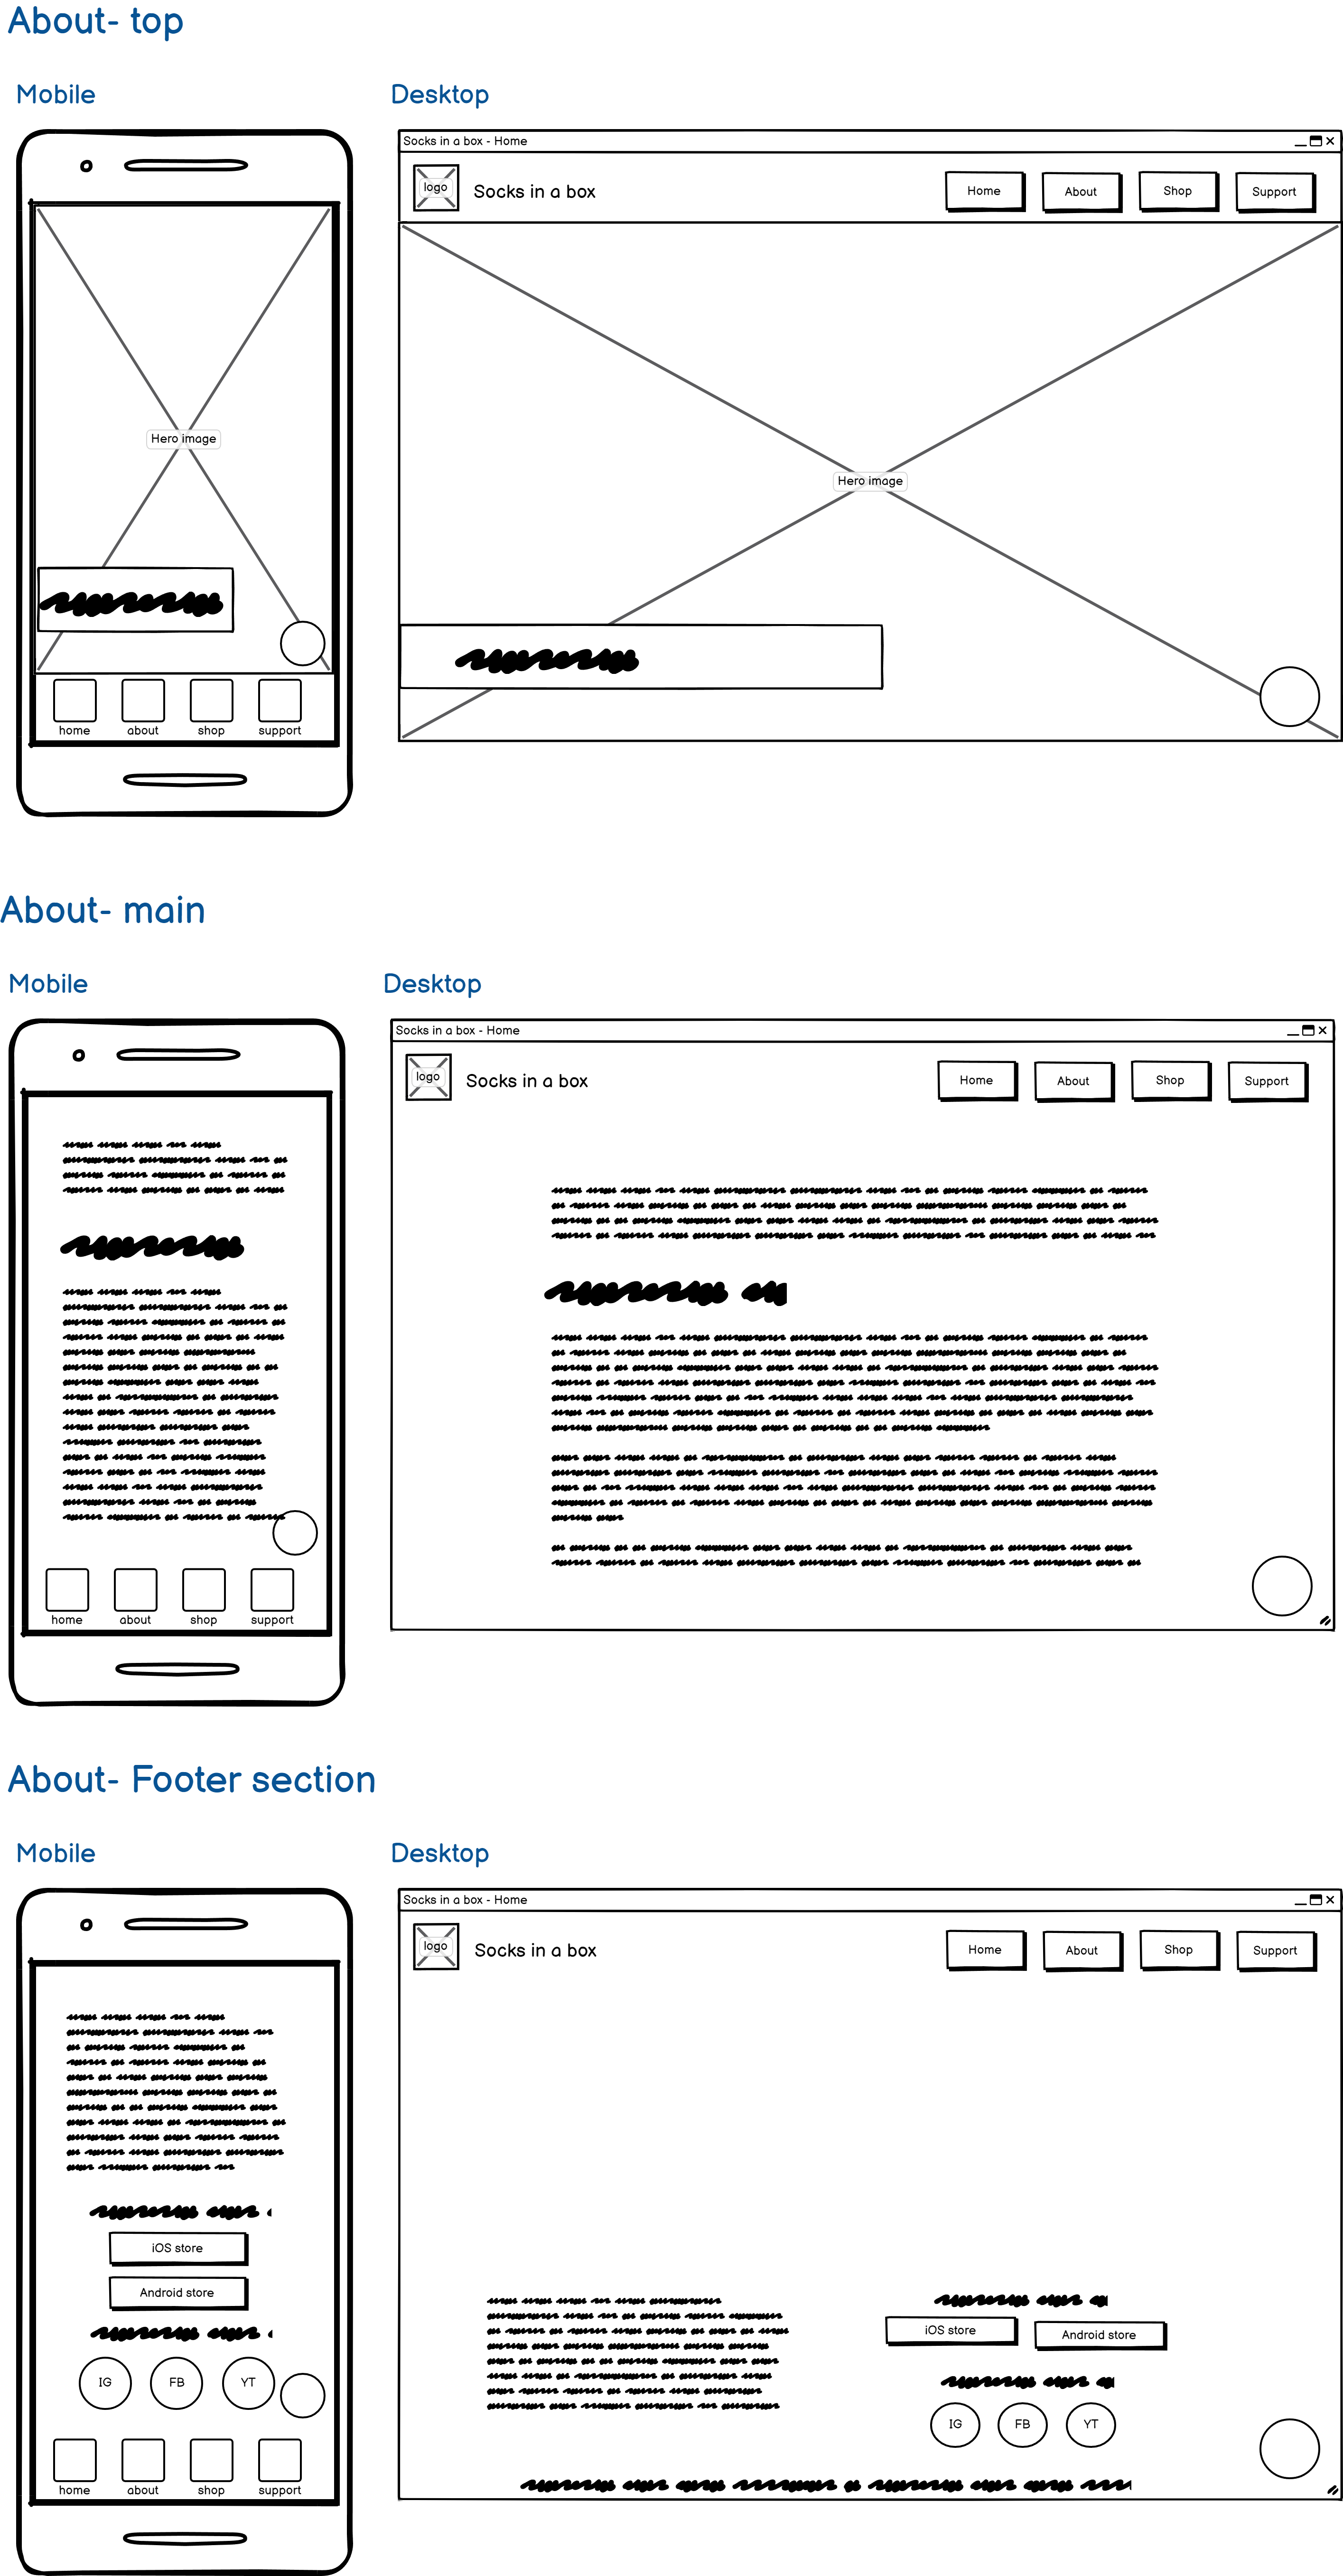 About- top
Mobile
Desktop
Socks in a box - Home
logo
Socks in a box
Home
About
Shop
Support
Hero image
Hero image
home
about
shop
support
About- main
Mobile
Desktop
Socks in a box - Home
logo
Socks in a box
Home
About
Shop
Support
home
about
shop
support
About- Footer section
Mobile
Desktop
Socks in a box - Home
logo
Socks in a box
Home
About
Shop
Support
iOS store
Android store
IG
FB
YT
home
about
shop
support
iOS store
Android store
IG
FB
YT